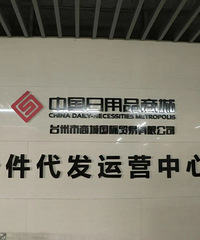 中国日用品商城
CHINA DAILY-NECESSITIES METROPOLIS
台州市商城国际贸易有限公司
件代发运营中心